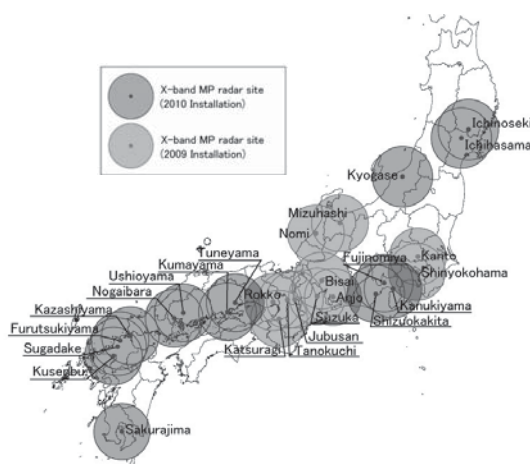 X-band MP radar site
(2010 Installation)
X-band MP radar site
(2009 Installation)
Ichinoseki
Ichihasama
Kyogase
Mizuhashi
Nomi
Tuneyama
Kumayama
Ushioyama
Nogaibara
Kazashiyama
Furutsukiyama
Sugadake
Kusenbu
Sakurajima
Rokko
Katsuragi
Tanokuchi
Jubusan
Suzuka
Bisai
Anjo
Fujinomiya
Kanto
Shinyokohama
Kanukiyama
Shizuokakita